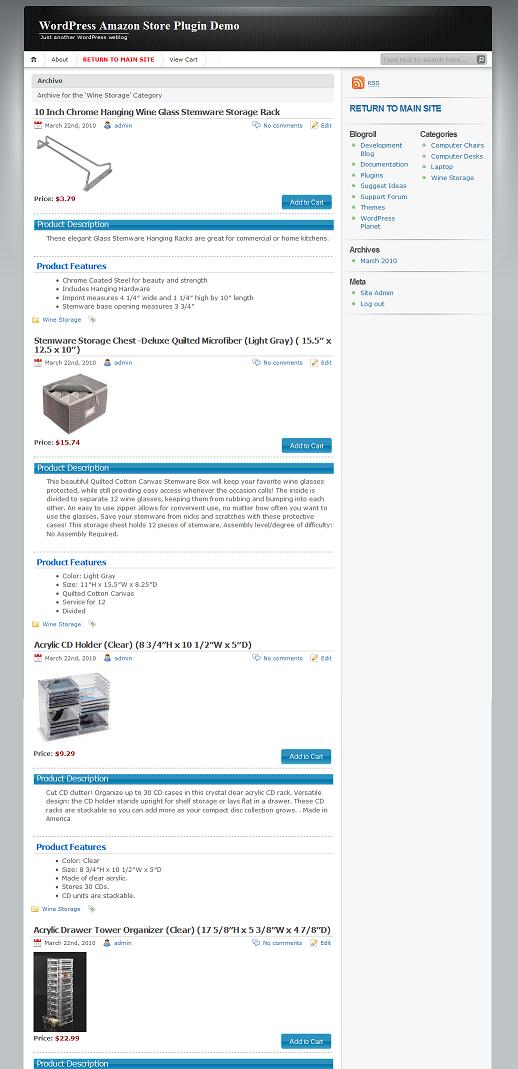 WordPress Amazon Store Plugin Demo
Just another WordPress weblog
About
RETURN TO MAIN SITE
View Cart
Type text to search here...
Archive
Archive for the 'Wine Storage' Category
10 Inch Chrome Hanging Wine Glass Stemware Storage Rack
March 22nd, 2010 admin No comments Edit
Price: $3.79
Add to Cart
Product Description
These elegant Glass Stemware Hanging Racks are great for commercial or home kitchens.
Product Features
Chrome Coated Steel for beauty and strength
Includes Hanging Hardware
Imprint measures 4 1/4" wide and 1 1/4" high by 10" length
Stemware base opening measures 3 3/4"
Wine Storage
Stemware Storage Chest -Deluxe Quilted Microfiber (Light Gray) ( 15.5" x
12.5 x 10")
March 22nd, 2010 admin No comments Edit
Price: $15.74
Add to Cart
Product Description
This beautiful Quilted Cotton Canvas Stemware Box will keep your favorite wine glasses
protected, while still providing easy access whenever the occasion calls! The inside is
divided to separate 12 wine glasses, keeping them from rubbing and bumping into each
other. An easy to use zipper allows for convenient use, no matter how often you want to
use the glasses. Save your stemware from nicks and scratches with these protective
cases! This storage chest holds 12 pieces of stemware. Assembly level/degree of difficulty:
No Assembly Required.
Product Features
Color: Light Gray
Size: 11"H x 15.5"W x 8.25"D
Quilted Cotton Canvas
Service for 12
Divided
Wine Storage
Acrylic CD Holder (Clear) (8 3/4"H x 10 1/2"W x 5"D)
March 22nd, 2010 admin No comments Edit
Price: $9.29
Add to Cart
Product Description
Cut CD clutter! Organize up to 30 CD cases in this crystal clear acrylic CD rack. Versatile
design: the CD holder stands upright for shelf storage or lays flat in a drawer. These CD
racks are stackable so you can add more as your compact disc collection grows. . Made in
America
Product Features
Color: Clear
Size: 8 3/4"H x 10 1/2"W x 5"D
Made of clear acrylic.
Stores 30 CDs.
CD units are stackable.
Wine Storage
Acrylic Drawer Tower Organizer (Clear) (17 5/8"H x 5 3/8"W x 4 7/8"D)
March 22nd, 2010 admin No comments Edit
Price: $22.99
Add to Cart
Product Description
RSS
RETURN TO MAIN SITE
Blogroll
Development
Blog
Documentation
Plugins
Suggest Ideas
Support Forum
Themes
WordPress
Planet
Categories
Computer Chairs
Computer Desks
Laptop
Wine Storage
Archives
March 2010
Meta
Site Admin
Log out